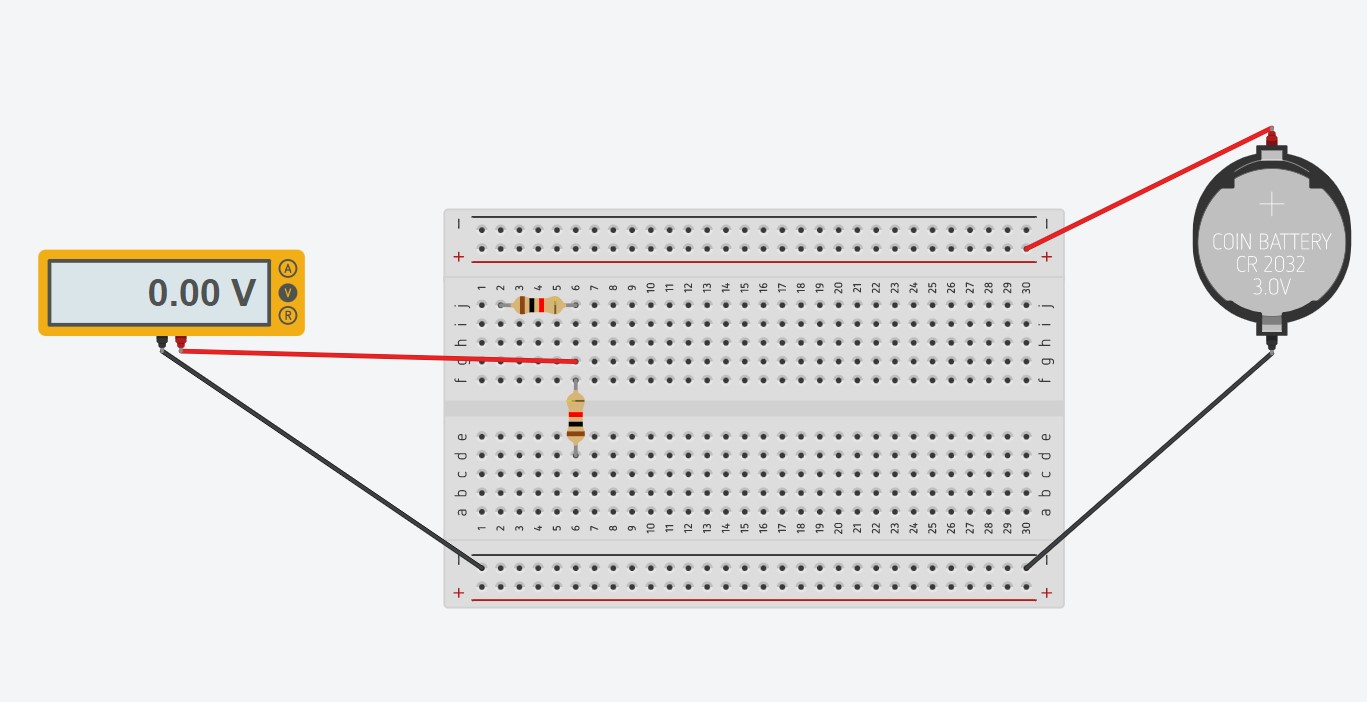 − −
+ +
1 2 3 4 5 6 7 8 9 10 11 12 13 14 15 16 17 18 19 20 21 22 23 24 25 26 27 28 29 30
j j
i i
h h
g g
f f
e e
d d
c c
b b
a a
1 2 3 4 5 6 7 8 9 10 11 12 13 14 15 16 17 18 19 20 21 22 23 24 25 26 27 28 29 30
− −
+ +
0.00 V
A
V
R
+
COIN BATTERY
CR 2032
3.0V